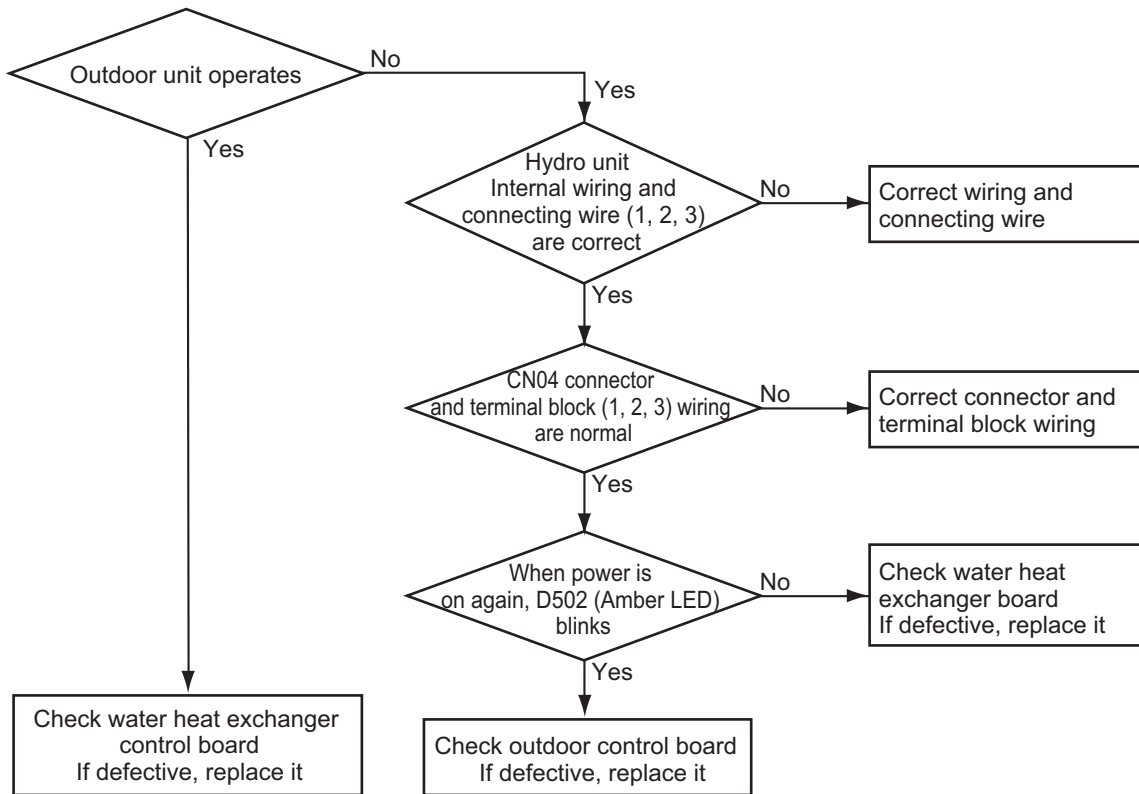 Outdoor unit operates
No
Yes
Yes
Hydro unit
Internal wiring and
connecting wire (1, 2, 3)
are correct
No
Correct wiring and
connecting wire
Yes
CN04 connector
and terminal block (1, 2, 3) wiring
are normal
No
Correct connector and
terminal block wiring
Yes
When power is
on again, D502 (Amber LED)
blinks
No
Check water heat
exchanger board
If defective, replace it
Yes
Check water heat exchanger
control board
If defective, replace it
Check outdoor control board
If defective, replace it